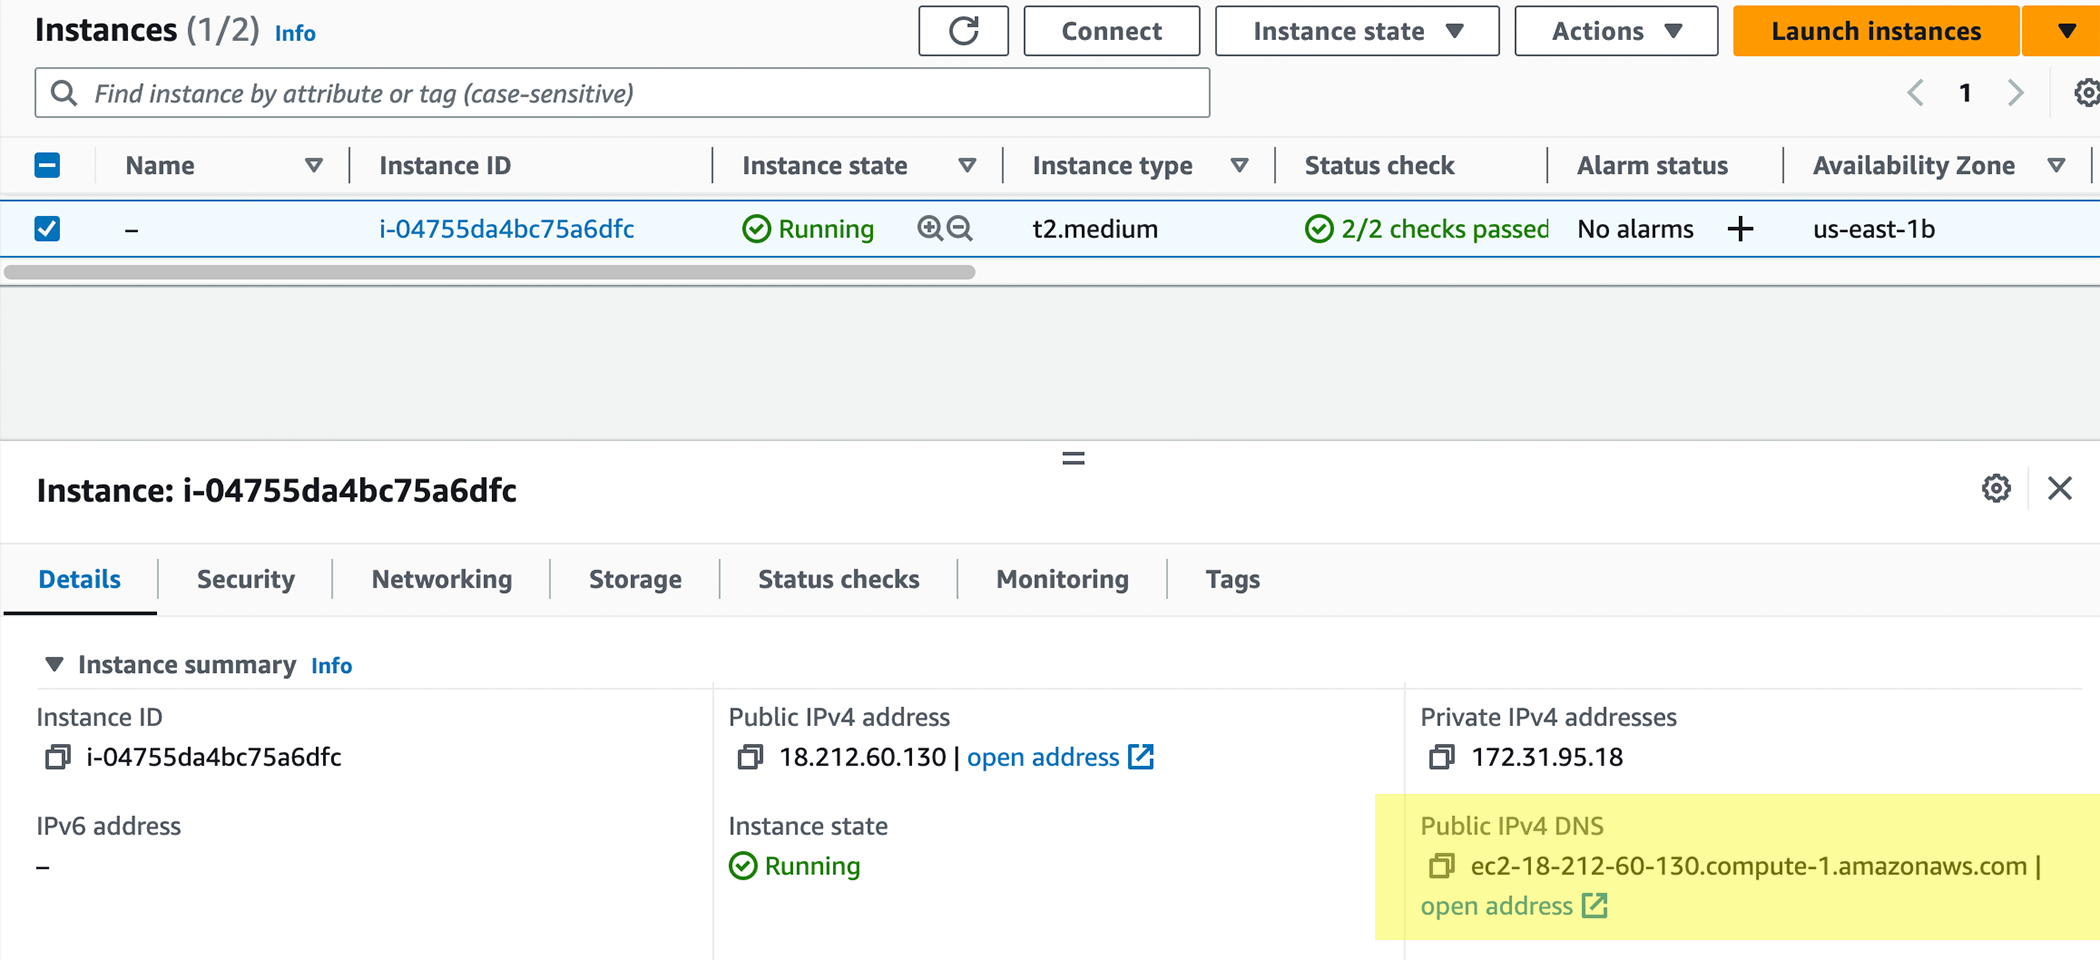 Instances (1/2) Info Connect Instance state Actions Launch instances
Find instance by attribute or tag (case-sensitive) 1
Name Instance ID Instance state Instance type Status check Alarm status Availability Zone
– i-04755da4bc75a6dfc Running t2.medium 2/2 checks passed No alarms + us-east-1b
Instance: i-04755da4bc75a6dfc
Details Security Networking Storage Status checks Monitoring Tags
Instance summary Info
Instance ID Public IPv4 address Private IPv4 addresses
i-04755da4bc75a6dfc 18.212.60.130 | open address 172.31.95.18
IPv6 address Instance state Public IPv4 DNS
– Running ec2-18-212-60-130.compute-1.amazonaws.com |
open address